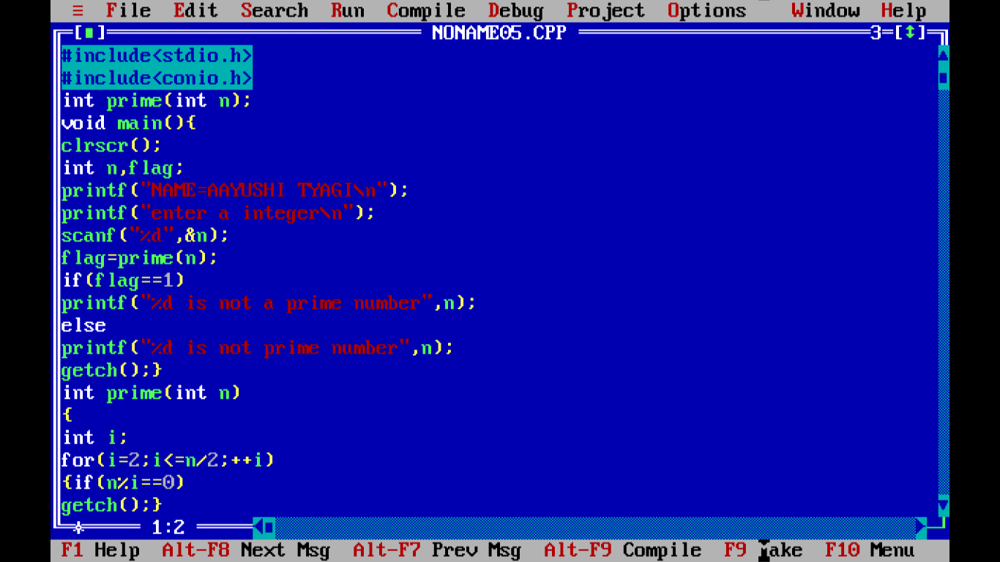 ≡ File Edit Search Run Compile Debug Project Options Window Help
[■] NONAME05.CPP 3=[↕]
#include<stdio.h>
#include<conio.h>
int prime(int n);
void main(){
clrscr();
int n,flag;
printf("NAME=AAYUSHI TYAGI\n");
printf("enter a integer\n");
scanf("%d",&n);
flag=prime(n);
if(flag==1)
printf("%d is not a prime number",n);
else
printf("%d is not prime number",n);
getch();}
int prime(int n)
{
int i;
for(i=2;i<=n/2;++i)
{if(n%i==0)
getch();}
1:2
F1 Help Alt-F8 Next Msg Alt-F7 Prev Msg Alt-F9 Compile F9 Make F10 Menu